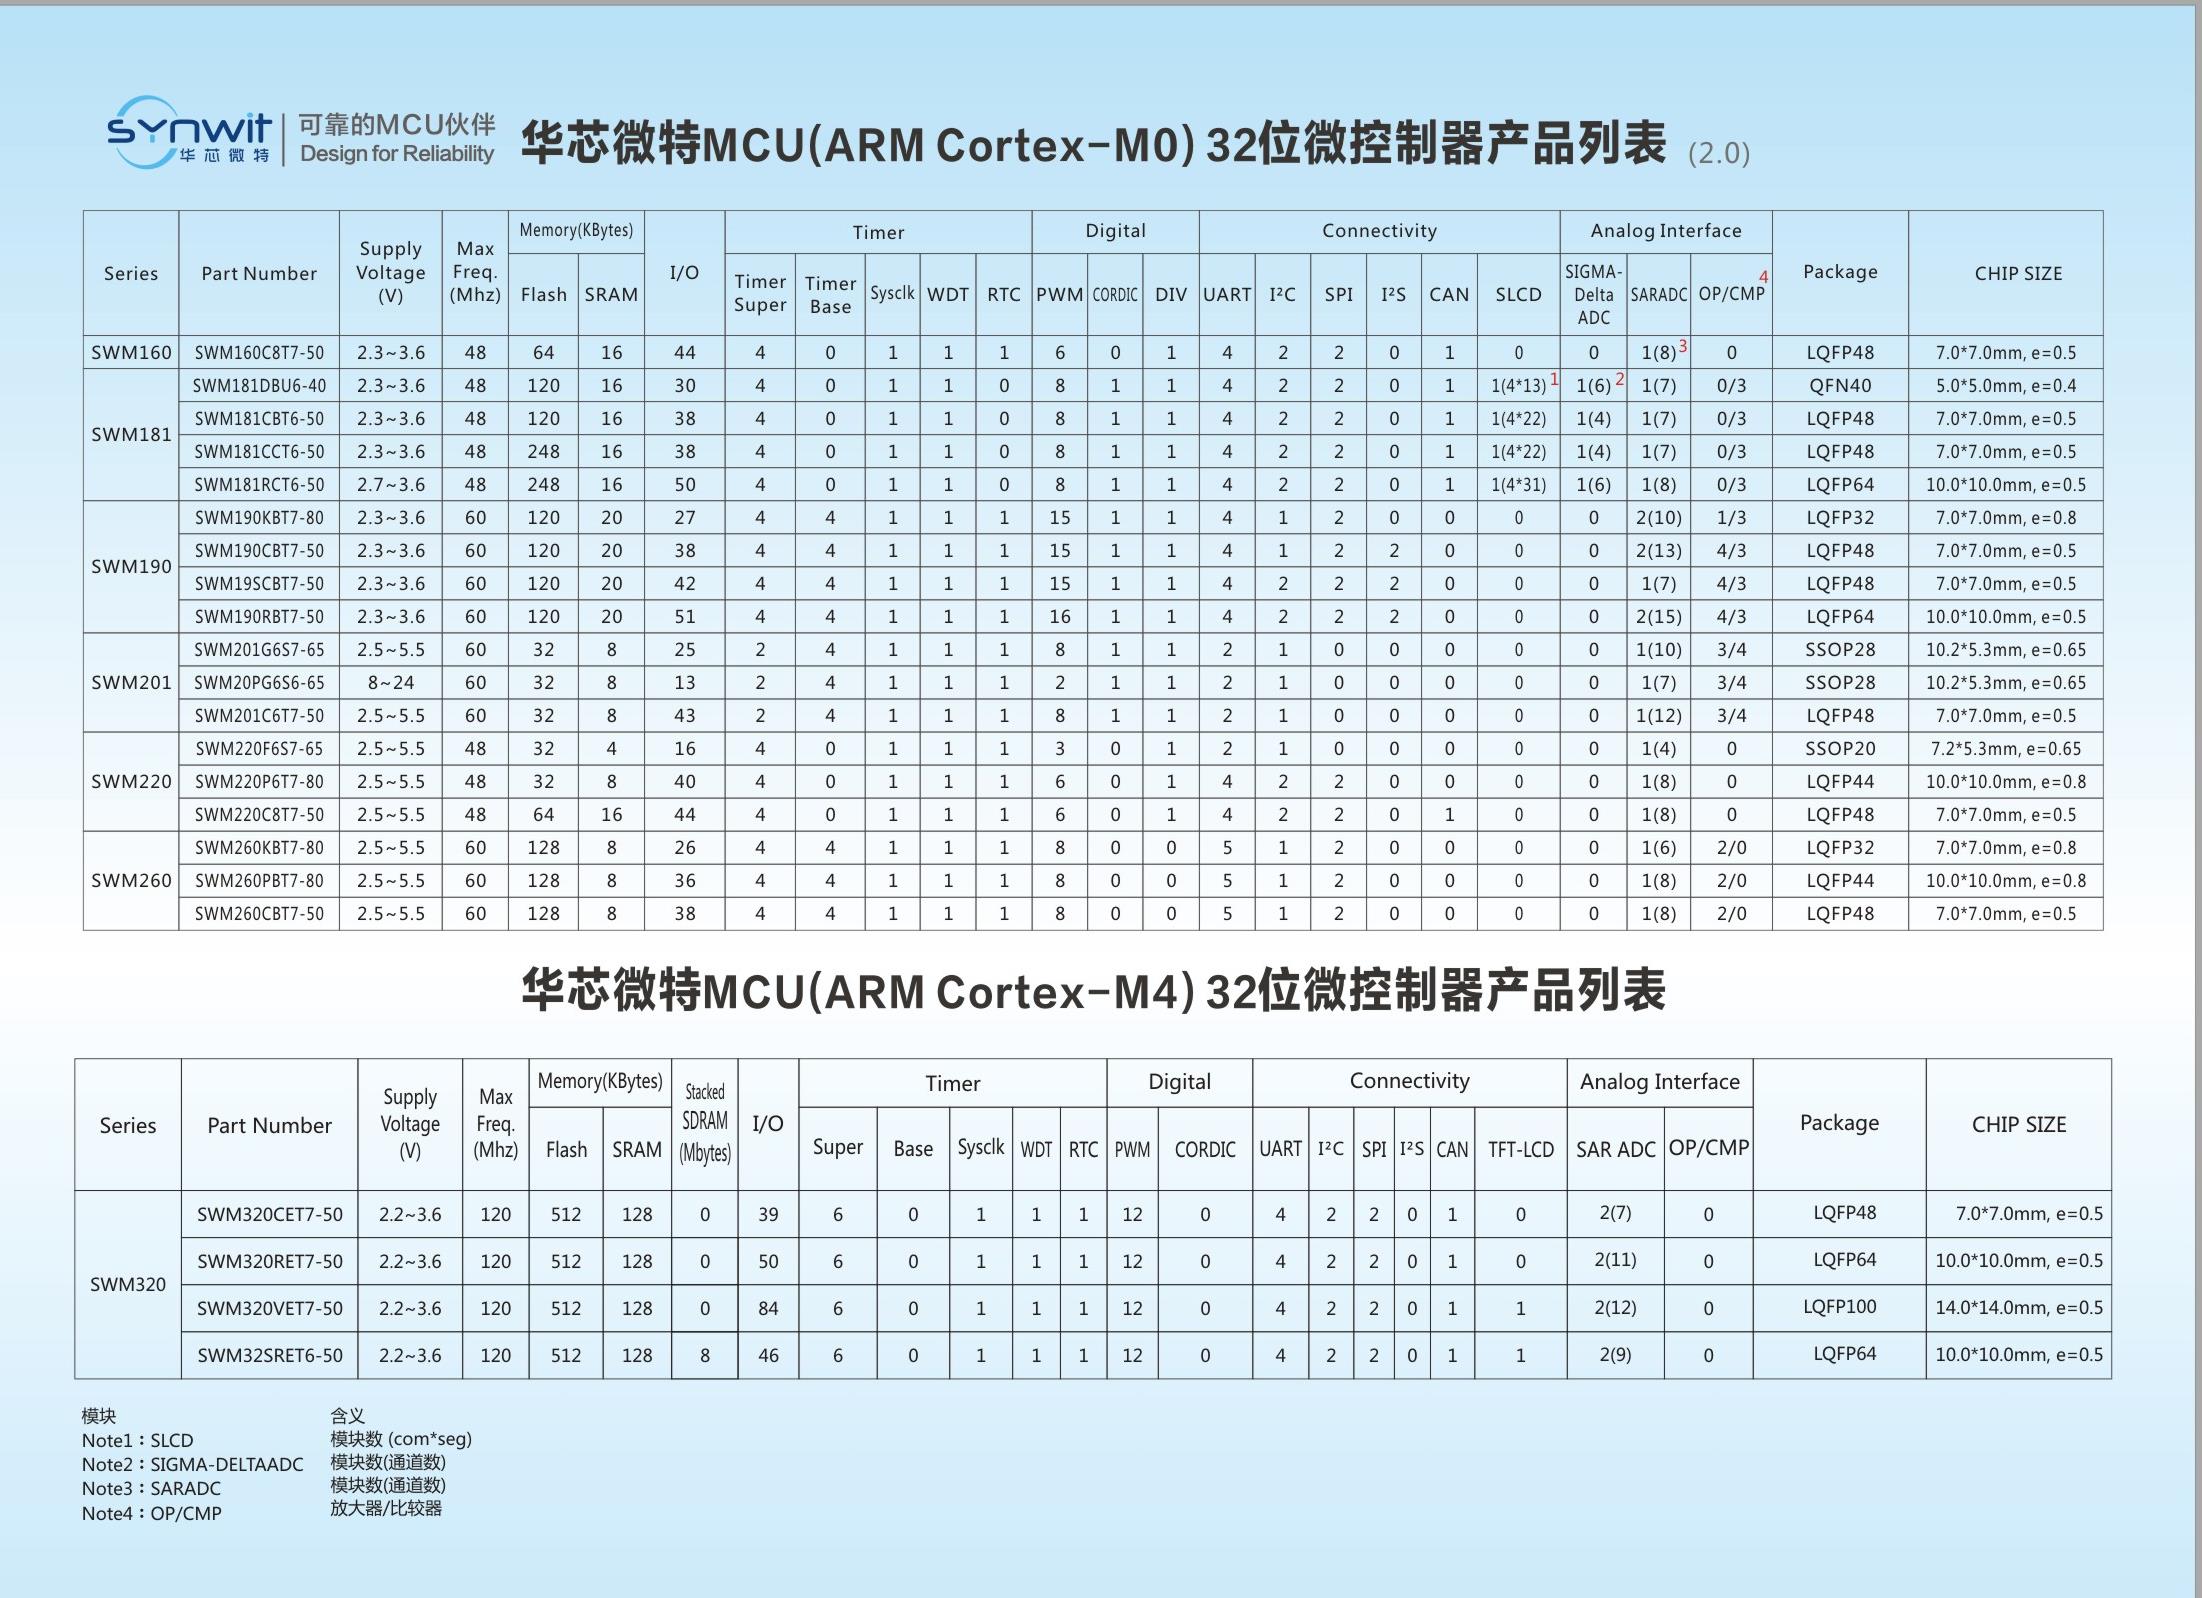 synwit 华芯微特
可靠的MCU伙伴
Design for Reliability
华芯微特MCU(ARM Cortex-M0) 32位微控制器产品列表 (2.0)
Series Part Number Supply Voltage (V) Max Freq. (Mhz) Memory(KBytes) I/O Timer Digital Connectivity Analog Interface Package CHIP SIZE
Flash SRAM Timer Super Timer Base Sysclk WDT RTC PWM CORDIC DIV UART I²C SPI I²S CAN SLCD SIGMA-Delta ADC SARADC OP/CMP 4
SWM160 SWM160C8T7-50 2.3~3.6 48 64 16 44 4 0 1 1 1 6 0 1 4 2 2 0 1 0 0 1(8) 3 0 LQFP48 7.0*7.0mm, e=0.5
SWM181 SWM181DBU6-40 2.3~3.6 48 120 16 30 4 0 1 1 0 8 1 1 4 2 2 0 1 1(4*13) 1 1(6) 2 1(7) 0/3 QFN40 5.0*5.0mm, e=0.4
SWM181CBT6-50 2.3~3.6 48 120 16 38 4 0 1 1 0 8 1 1 4 2 2 0 1 1(4*22) 1(4) 1(7) 0/3 LQFP48 7.0*7.0mm, e=0.5
SWM181CCT6-50 2.3~3.6 48 248 16 38 4 0 1 1 0 8 1 1 4 2 2 0 1 1(4*22) 1(4) 1(7) 0/3 LQFP48 7.0*7.0mm, e=0.5
SWM181RCT6-50 2.7~3.6 48 248 16 50 4 0 1 1 0 8 1 1 4 2 2 0 1 1(4*31) 1(6) 1(8) 0/3 LQFP64 10.0*10.0mm, e=0.5
SWM190 SWM190KBT7-80 2.3~3.6 60 120 20 27 4 4 1 1 1 15 1 1 4 1 2 0 0 0 0 2(10) 1/3 LQFP32 7.0*7.0mm, e=0.8
SWM190CBT7-50 2.3~3.6 60 120 20 38 4 4 1 1 1 15 1 1 4 1 2 2 0 0 0 2(13) 4/3 LQFP48 7.0*7.0mm, e=0.5
SWM19SCBT7-50 2.3~3.6 60 120 20 42 4 4 1 1 1 15 1 1 4 2 2 2 0 0 0 1(7) 4/3 LQFP48 7.0*7.0mm, e=0.5
SWM190RBT7-50 2.3~3.6 60 120 20 51 4 4 1 1 1 16 1 1 4 2 2 2 0 0 0 2(15) 4/3 LQFP64 10.0*10.0mm, e=0.5
SWM201 SWM201G6S7-65 2.5~5.5 60 32 8 25 2 4 1 1 1 8 1 1 2 1 0 0 0 0 0 1(10) 3/4 SSOP28 10.2*5.3mm, e=0.65
SWM20PG6S6-65 8~24 60 32 8 13 2 4 1 1 1 2 1 1 2 1 0 0 0 0 0 1(7) 3/4 SSOP28 10.2*5.3mm, e=0.65
SWM201C6T7-50 2.5~5.5 60 32 8 43 2 4 1 1 1 8 1 1 2 1 0 0 0 0 0 1(12) 3/4 LQFP48 7.0*7.0mm, e=0.5
SWM220 SWM220F6S7-65 2.5~5.5 48 32 4 16 4 0 1 1 1 3 0 1 2 1 0 0 0 0 0 1(4) 0 SSOP20 7.2*5.3mm, e=0.65
SWM220P6T7-80 2.5~5.5 48 32 8 40 4 0 1 1 1 6 0 1 4 2 2 0 0 0 0 1(8) 0 LQFP44 10.0*10.0mm, e=0.8
SWM220C8T7-50 2.5~5.5 48 64 16 44 4 0 1 1 1 6 0 1 4 2 2 0 1 0 0 1(8) 0 LQFP48 7.0*7.0mm, e=0.5
SWM260 SWM260KBT7-80 2.5~5.5 60 128 8 26 4 4 1 1 1 8 0 0 5 1 2 0 0 0 0 1(6) 2/0 LQFP32 7.0*7.0mm, e=0.8
SWM260PBT7-80 2.5~5.5 60 128 8 36 4 4 1 1 1 8 0 0 5 1 2 0 0 0 0 1(8) 2/0 LQFP44 10.0*10.0mm, e=0.8
SWM260CBT7-50 2.5~5.5 60 128 8 38 4 4 1 1 1 8 0 0 5 1 2 0 0 0 0 1(8) 2/0 LQFP48 7.0*7.0mm, e=0.5
华芯微特MCU(ARM Cortex-M4) 32位微控制器产品列表
Series Part Number Supply Voltage (V) Max Freq. (Mhz) Memory(KBytes) Stacked SDRAM (Mbytes) I/O Timer Digital Connectivity Analog Interface Package CHIP SIZE
Flash SRAM Super Base Sysclk WDT RTC PWM CORDIC UART I²C SPI I²S CAN TFT-LCD SAR ADC OP/CMP
SWM320 SWM320CET7-50 2.2~3.6 120 512 128 0 39 6 0 1 1 1 12 0 4 2 2 0 1 0 2(7) 0 LQFP48 7.0*7.0mm, e=0.5
SWM320RET7-50 2.2~3.6 120 512 128 0 50 6 0 1 1 1 12 0 4 2 2 0 1 0 2(11) 0 LQFP64 10.0*10.0mm, e=0.5
SWM320VET7-50 2.2~3.6 120 512 128 0 84 6 0 1 1 1 12 0 4 2 2 0 1 1 2(12) 0 LQFP100 14.0*14.0mm, e=0.5
SWM32SRET6-50 2.2~3.6 120 512 128 8 46 6 0 1 1 1 12 0 4 2 2 0 1 1 2(9) 0 LQFP64 10.0*10.0mm, e=0.5
模块 含义
Note1：SLCD 模块数 (com*seg)
Note2：SIGMA-DELTAADC 模块数(通道数)
Note3：SARADC 模块数(通道数)
Note4：OP/CMP 放大器/比较器